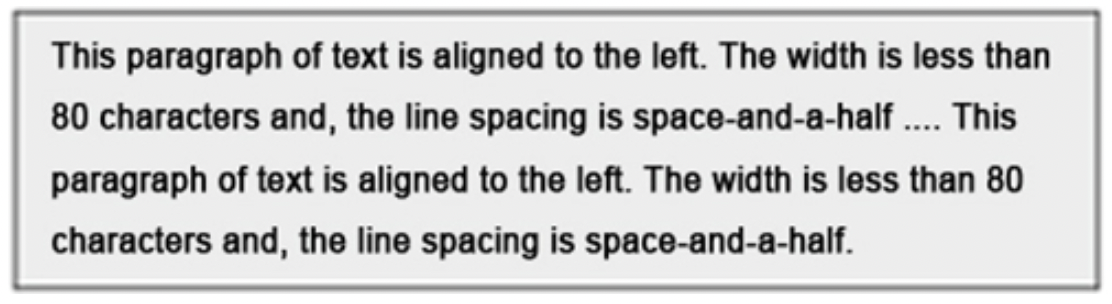 This paragraph of text is aligned to the left. The width is less than
80 characters and, the line spacing is space-and-a-half .... This
paragraph of text is aligned to the left. The width is less than 80
characters and, the line spacing is space-and-a-half.